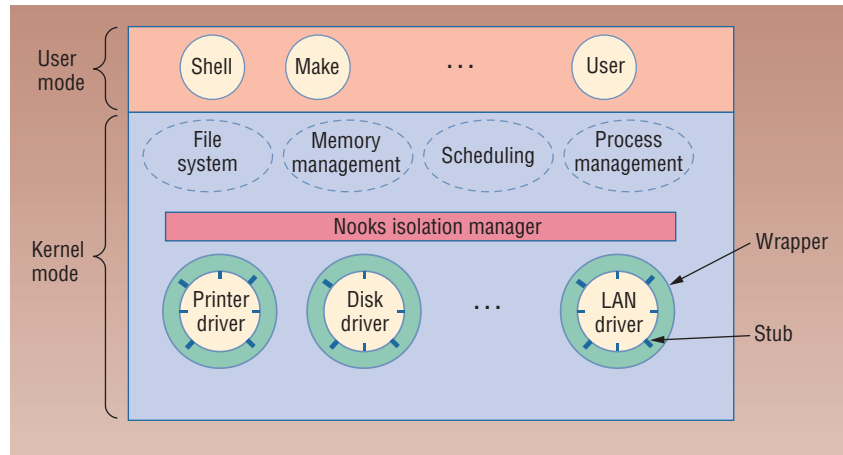 User
mode
Shell
Make
...
User
Kernel
mode
File
system
Memory
management
Scheduling
Process
management
Nooks isolation manager
Printer
driver
Disk
driver
...
LAN
driver
Wrapper
Stub